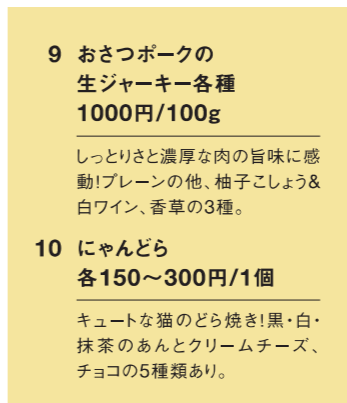 9 おさつポークの
生ジャーキー各種
1000円/100g
しっとりさと濃厚な肉の旨味に感
動!プレーンの他、柚子こしょう&
白ワイン、香草の3種。
10 にゃんどら
各150〜300円/1個
キュートな猫のどら焼き!黒・白・
抹茶のあんとクリームチーズ、
チョコの5種類あり。